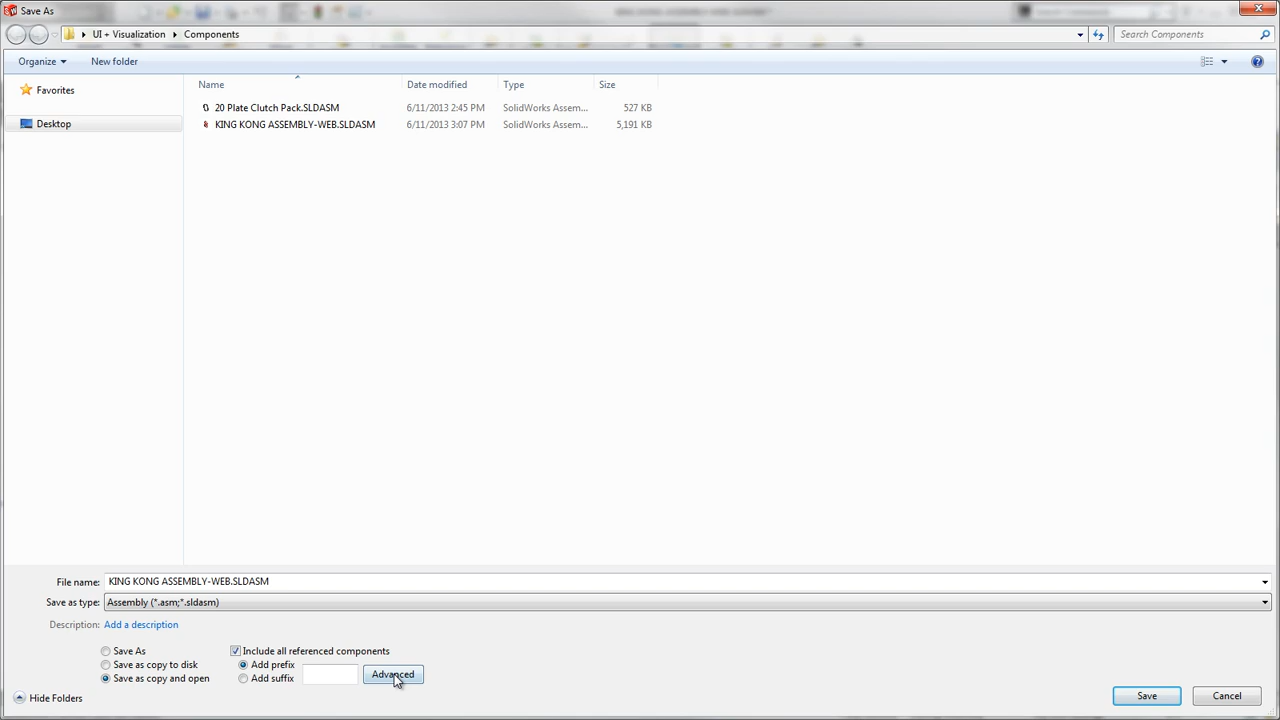 Save As
UI + Visualization Components
Search Components
Organize New folder
Name Date modified Type Size
Favorites
20 Plate Clutch Pack.SLDASM 6/11/2013 2:45 PM SolidWorks Assem... 527 KB
Desktop
KING KONG ASSEMBLY-WEB.SLDASM 6/11/2013 3:07 PM SolidWorks Assem... 5,191 KB
File name: KING KONG ASSEMBLY-WEB.SLDASM
Save as type: Assembly (*.asm;*.sldasm)
Description: Add a description
Save As Include all referenced components
Save as copy to disk Add prefix
Save as copy and open Add suffix Advanced
Hide Folders Save Cancel